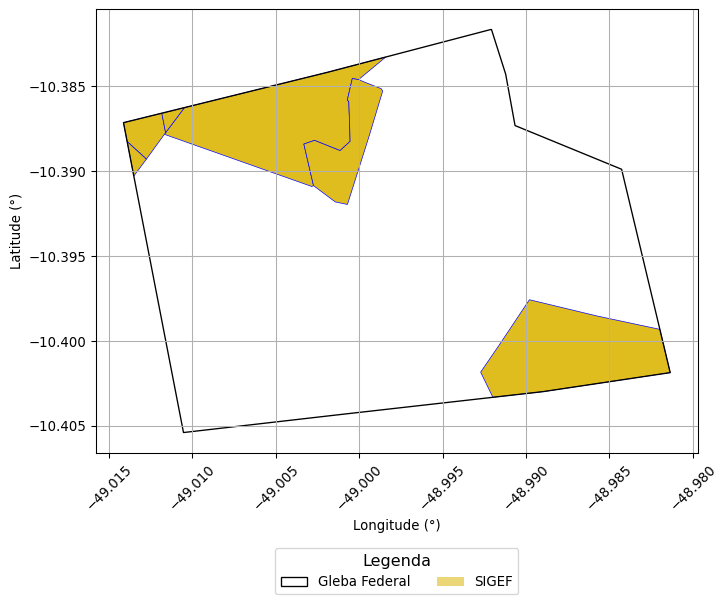 −10.385
−10.390
−10.395
−10.400
−10.405
Latitude (°)
−49.015
−49.010
−49.005
−49.000
−48.995
−48.990
−48.985
−48.980
Longitude (°)
Legenda
Gleba Federal
SIGEF